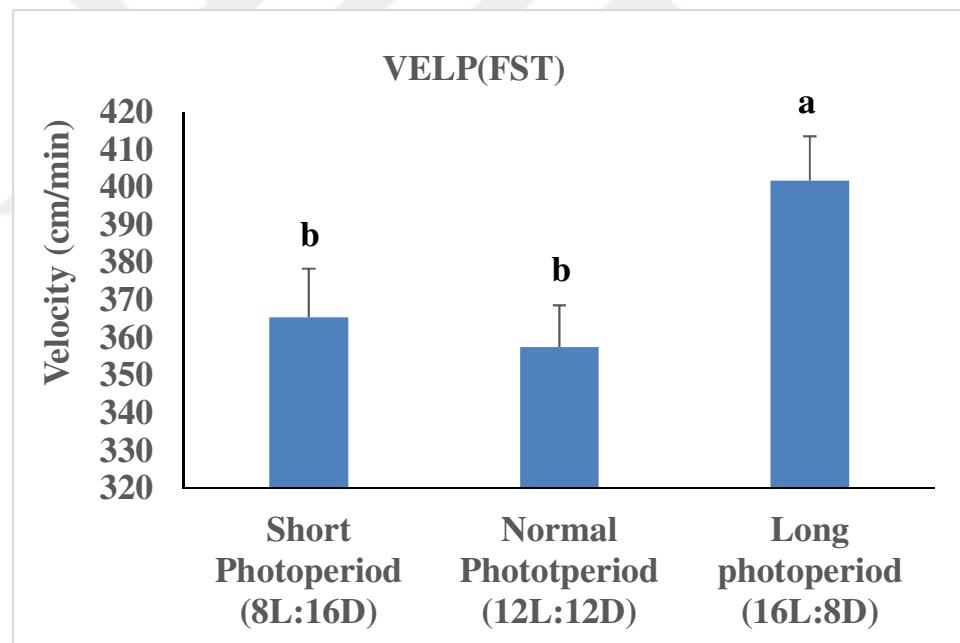 VELP(FST)
Velocity (cm/min)
420
410
400
390
380
370
360
350
340
330
320
b
b
a
Short
Photoperiod
(8L:16D)
Normal
Phototperiod
(12L:12D)
Long
photoperiod
(16L:8D)